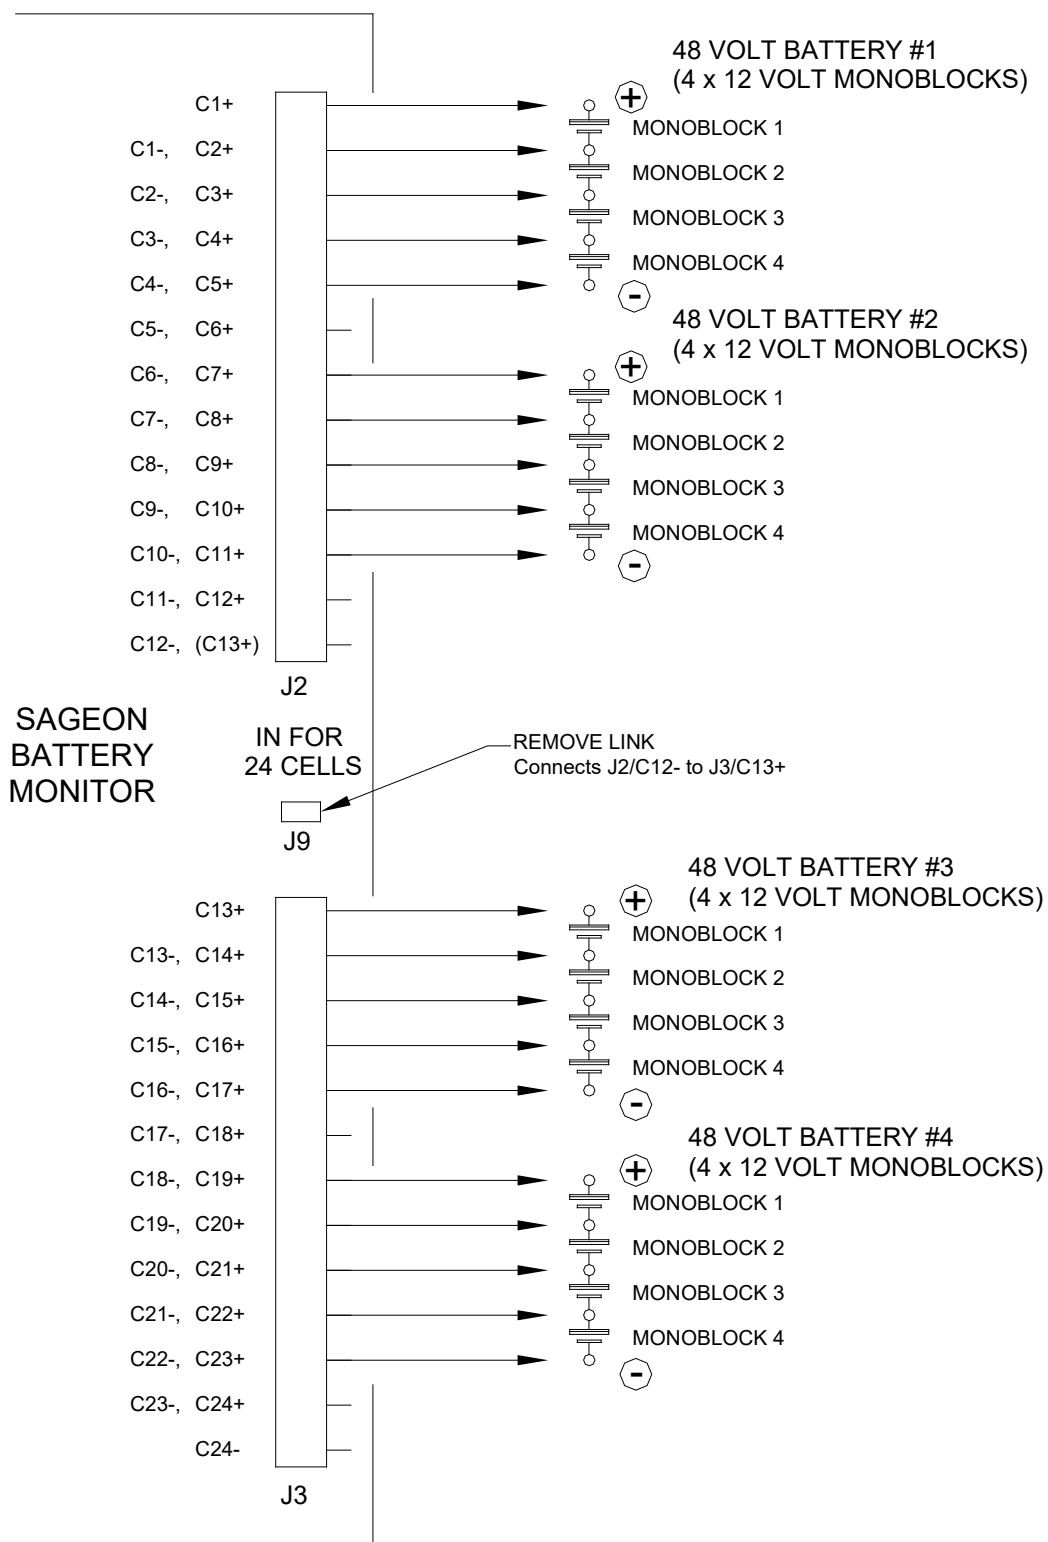 48 VOLT BATTERY #1
(4 x 12 VOLT MONOBLOCKS)
C1+
+
MONOBLOCK 1
C1-, C2+
MONOBLOCK 2
C2-, C3+
MONOBLOCK 3
C3-, C4+
MONOBLOCK 4
C4-, C5+
-
48 VOLT BATTERY #2
(4 x 12 VOLT MONOBLOCKS)
C5-, C6+
+
C6-, C7+
MONOBLOCK 1
C7-, C8+
MONOBLOCK 2
C8-, C9+
MONOBLOCK 3
C9-, C10+
MONOBLOCK 4
C10-, C11+
-
C11-, C12+
C12-, (C13+)
J2
SAGEON
BATTERY
MONITOR
IN FOR
24 CELLS
REMOVE LINK
Connects J2/C12- to J3/C13+
J9
48 VOLT BATTERY #3
(4 x 12 VOLT MONOBLOCKS)
C13+
+
MONOBLOCK 1
C13-, C14+
MONOBLOCK 2
C14-, C15+
MONOBLOCK 3
C15-, C16+
MONOBLOCK 4
C16-, C17+
-
48 VOLT BATTERY #4
(4 x 12 VOLT MONOBLOCKS)
C17-, C18+
+
C18-, C19+
MONOBLOCK 1
C19-, C20+
MONOBLOCK 2
C20-, C21+
MONOBLOCK 3
C21-, C22+
MONOBLOCK 4
C22-, C23+
-
C23-, C24+
C24-
J3